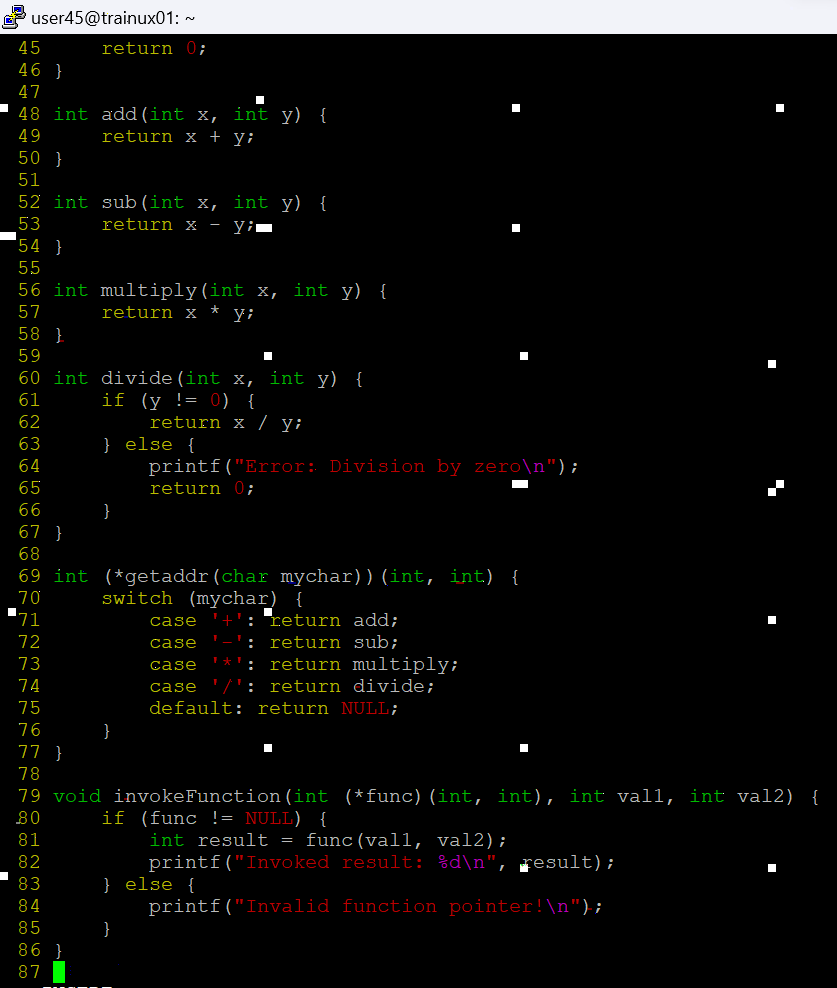 user45@trainux01: ~
45     return 0;
46 }
47
48 int add(int x, int y) {
49     return x + y;
50 }
51
52 int sub(int x, int y) {
53     return x - y;
54 }
55
56 int multiply(int x, int y) {
57     return x * y;
58 }
59
60 int divide(int x, int y) {
61     if (y != 0) {
62         return x / y;
63     } else {
64         printf("Error: Division by zero\n");
65         return 0;
66     }
67 }
68
69 int (*getaddr(char mychar))(int, int) {
70     switch (mychar) {
71         case '+': return add;
72         case '-': return sub;
73         case '*': return multiply;
74         case '/': return divide;
75         default: return NULL;
76     }
77 }
78
79 void invokeFunction(int (*func)(int, int), int val1, int val2) {
80     if (func != NULL) {
81         int result = func(val1, val2);
82         printf("Invoked result: %d\n", result);
83     } else {
84         printf("Invalid function pointer!\n");
85     }
86 }
87